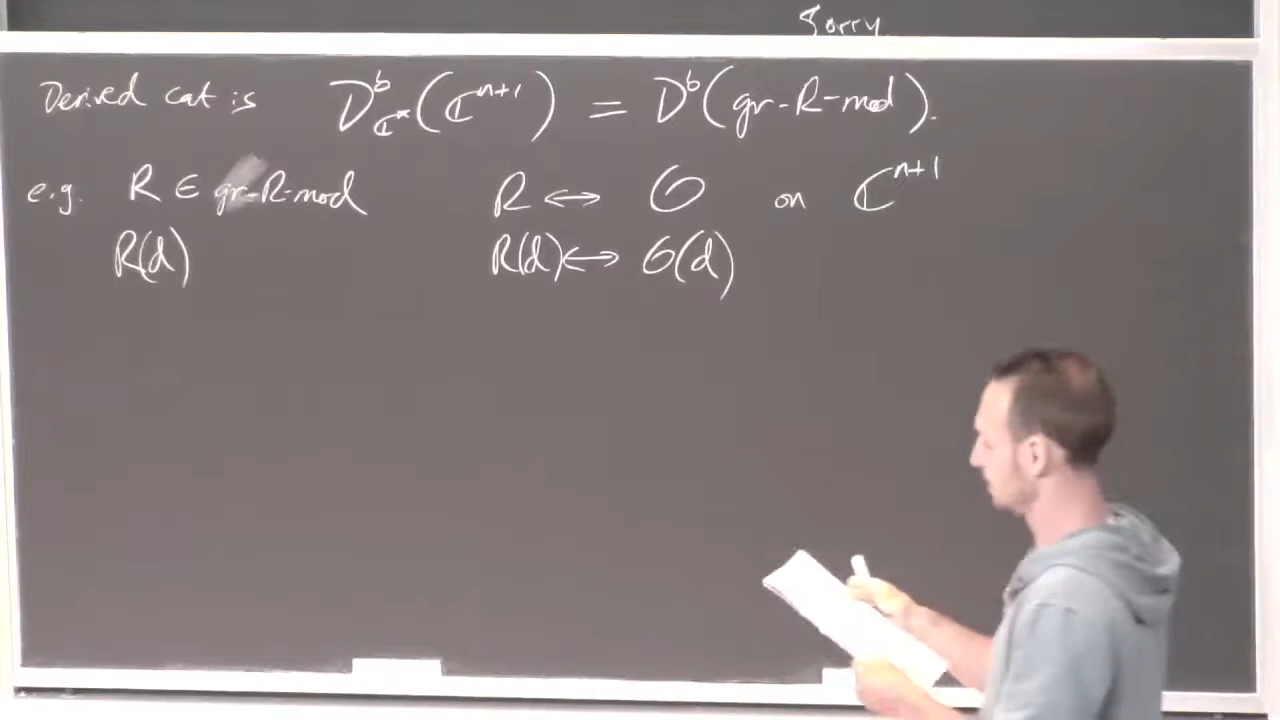 Sorry
Derived cat is D^b_{ℂ^*}(ℂ^{n+1}) = D^b(gr-R-mod).
e.g. R ∈ gr-R-mod R ↔ 𝒪 on ℂ^{n+1}
R(d) R(d) ↔ 𝒪(d)